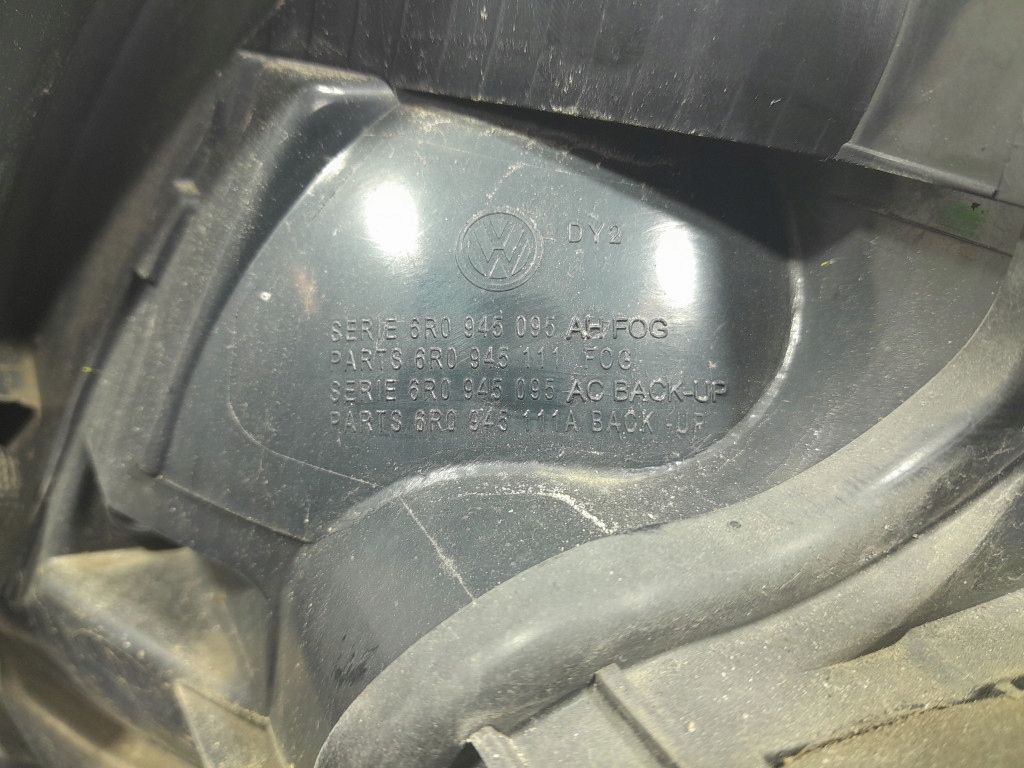 DY2
SERIE 6R0 945 095 AH FOG
PARTS 6R0 945 111 FOG
SERIE 6R0 945 095 AC BACK-UP
PARTS 6R0 945 111A BACK -UP